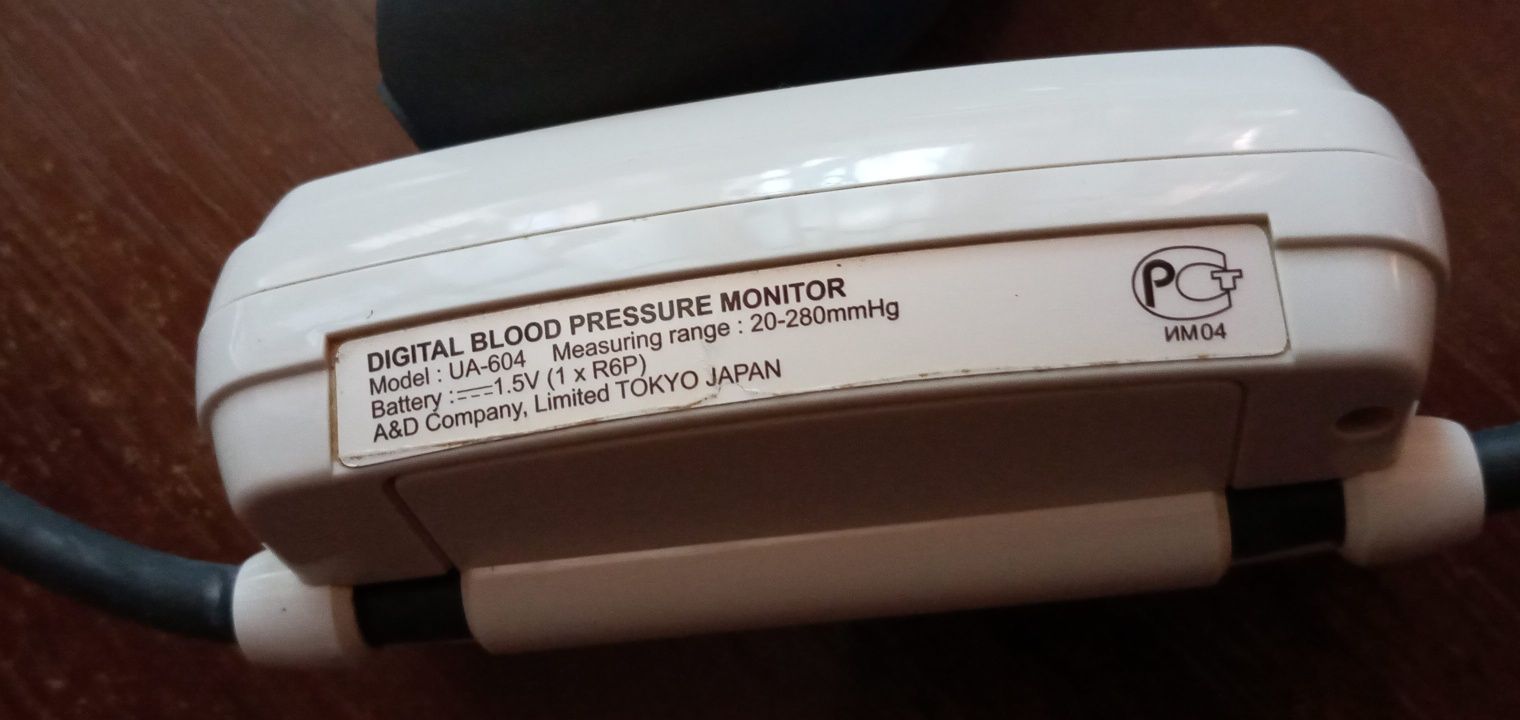 DIGITAL BLOOD PRESSURE MONITOR
Model : UA-604 Measuring range : 20-280mmHg
Battery : ⎓ 1.5V (1 x R6P)
A&D Company, Limited TOKYO JAPAN
РСТ
ИМ04